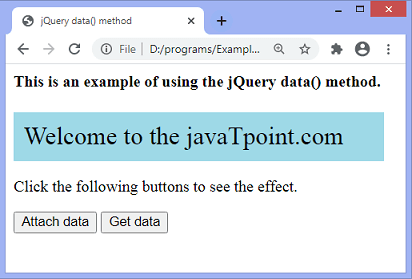 jQuery data() method
File | D:/programs/Exampl...
This is an example of using the jQuery data() method.
Welcome to the javaTpoint.com
Click the following buttons to see the effect.
Attach data Get data